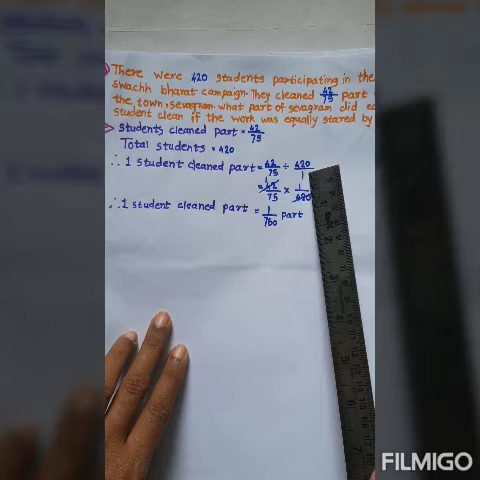 There were 420 students participating in the
swachh bharat campaign. They cleaned 42/75 part
the town, sevagram. what part of sevagram did
student clean if the work was equally shared by
students cleaned part = 42/75
Total students = 420
∴ 1 student cleaned part = 42/75 ÷ 420/1
= 42/75 × 1/420
∴ 1 student cleaned part = 1/750 part
FILMIGO